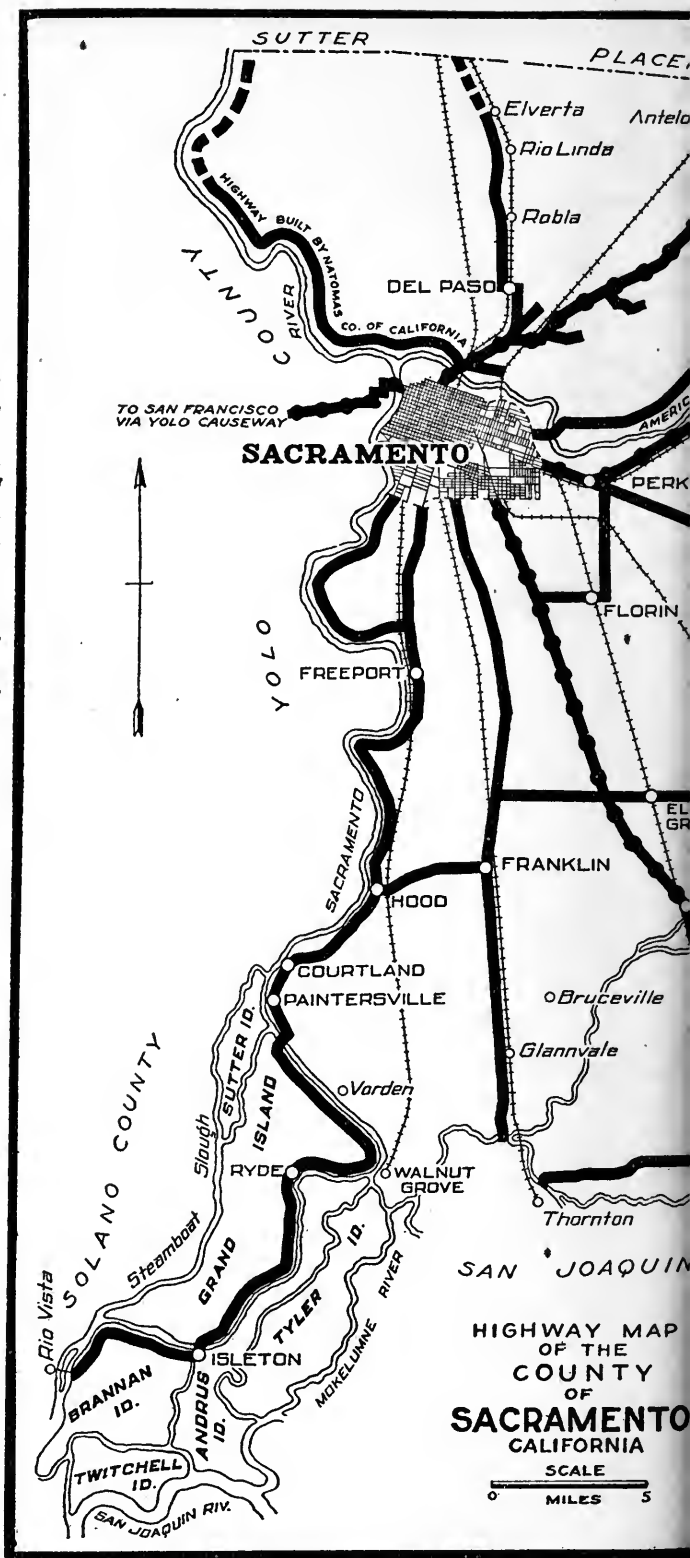 SUTTER
PLACE
Elverta
Antelo
Rio Linda
Robla
HIGHWAY BUILT BY NATOMAS
CO. OF CALIFORNIA
COUNTY
RIVER
DEL PASO
TO SAN FRANCISCO
VIA YOLO CAUSEWAY
AMERIC
SACRAMENTO
PERK
FLORIN
YOLO
FREEPORT
SACRAMENTO
EL
GR
FRANKLIN
HOOD
COURTLAND
PAINTERSVILLE
Bruceville
SUTTER ID.
Glannvale
SOLANO COUNTY
ISLAND
Vorden
Slough
RYDE
WALNUT
GROVE
Thornton
Steamboat
GRAND
TYLER ID.
MOKELUMNE RIVER
SAN JOAQUIN
Rio Vista
ISLETON
BRANNAN
ID.
ANDRUS
ID.
TWITCHELL
ID.
SAN JOAQUIN RIV.
HIGHWAY MAP
OF THE
COUNTY
OF
SACRAMENTO
CALIFORNIA
SCALE
0 MILES 5